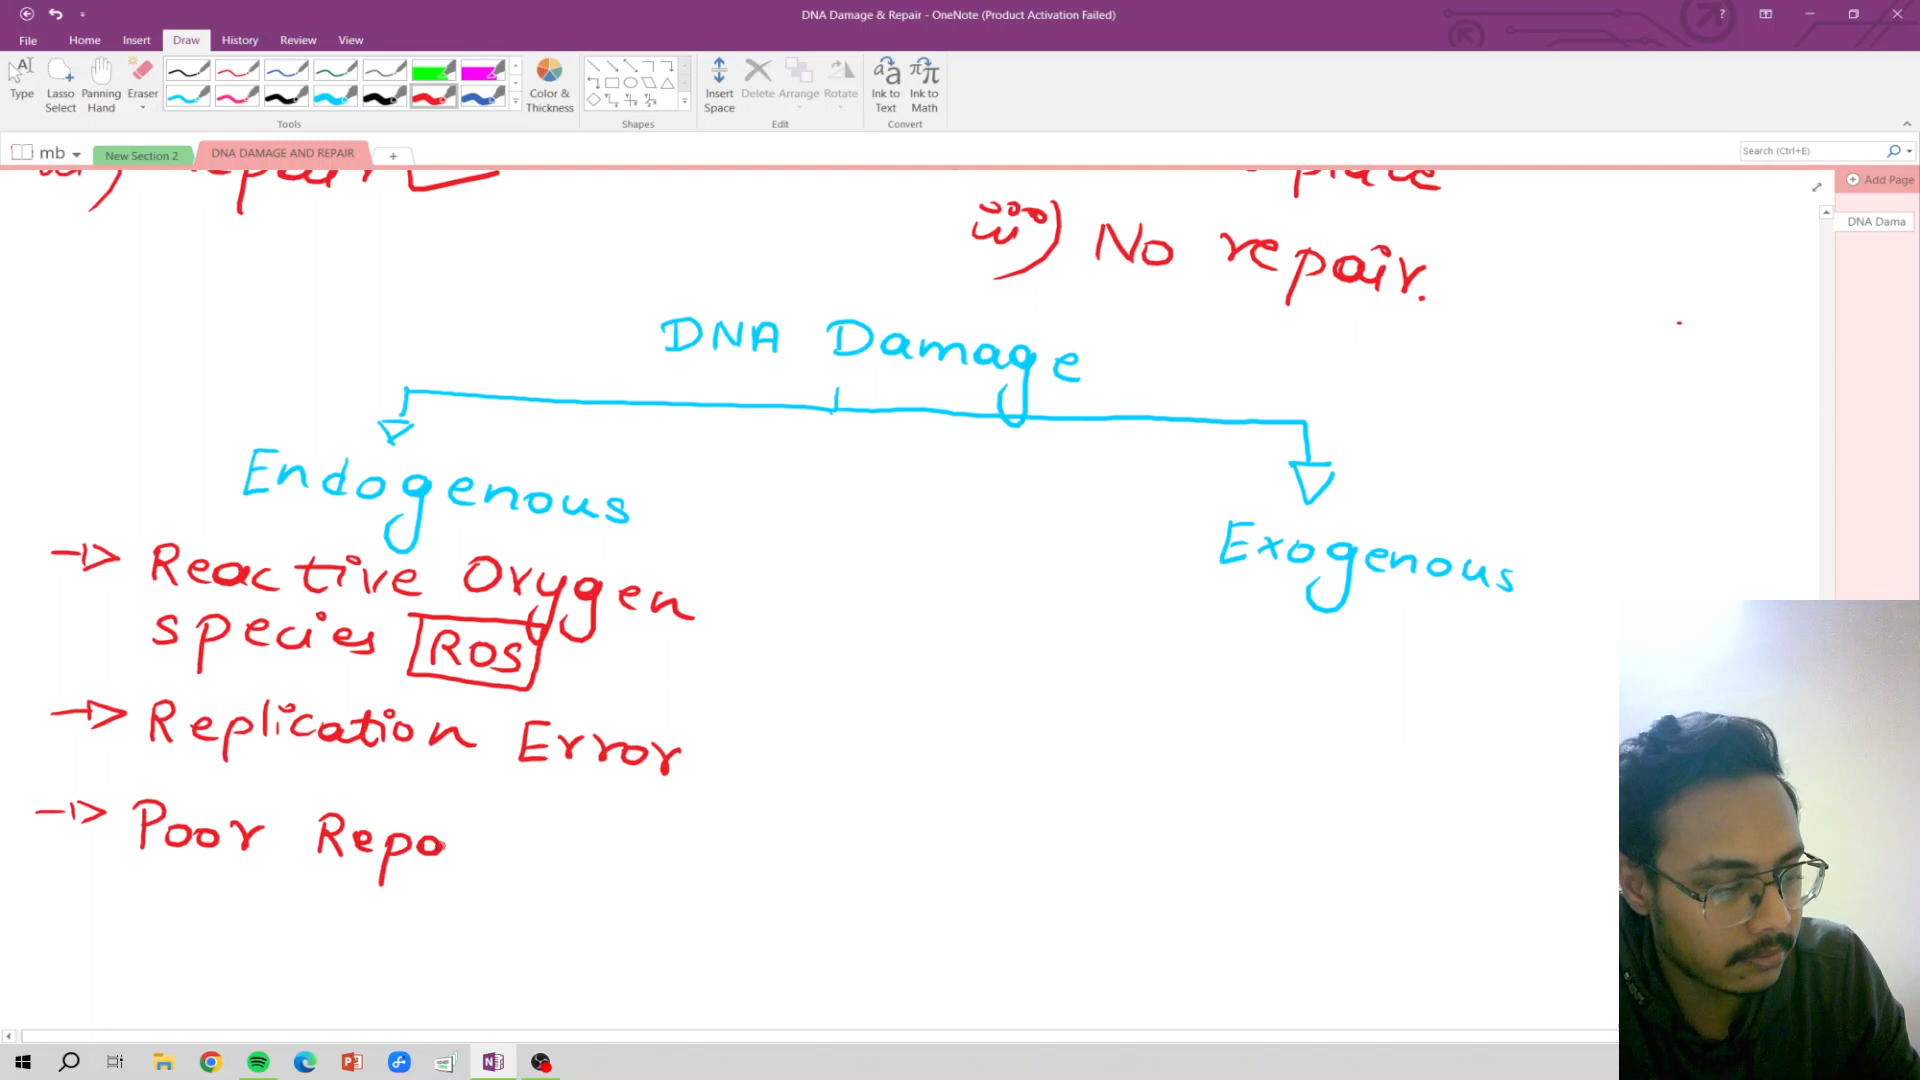 DNA Damage & Repair - OneNote (Product Activation Failed)
File Home Insert Draw History Review View
Type
Lasso Select
Panning Hand
Eraser
Color & Thickness
Insert Space
Delete Arrange Rotate
Ink to Text
Ink to Math
Tools Shapes Edit Convert
mb New Section 2 DNA DAMAGE AND REPAIR
Search (Ctrl+E)
Add Page
DNA Dama
iii) No repair.
DNA Damage
Endogenous
Exogenous
Reactive Oxygen
species ROS
Replication Error
Poor Repa